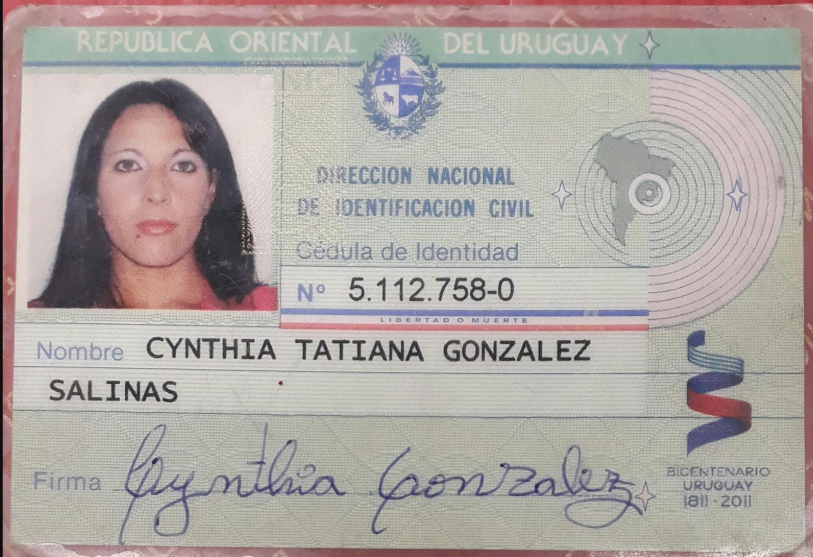 REPUBLICA ORIENTAL DEL URUGUAY
DIRECCION NACIONAL
DE IDENTIFICACION CIVIL
Cédula de Identidad
Nº 5.112.758-0
LIBERTAD O MUERTE
Nombre CYNTHIA TATIANA GONZALEZ
SALINAS
Firma Cynthia Gonzalez
BICENTENARIO
URUGUAY
1811 - 2011